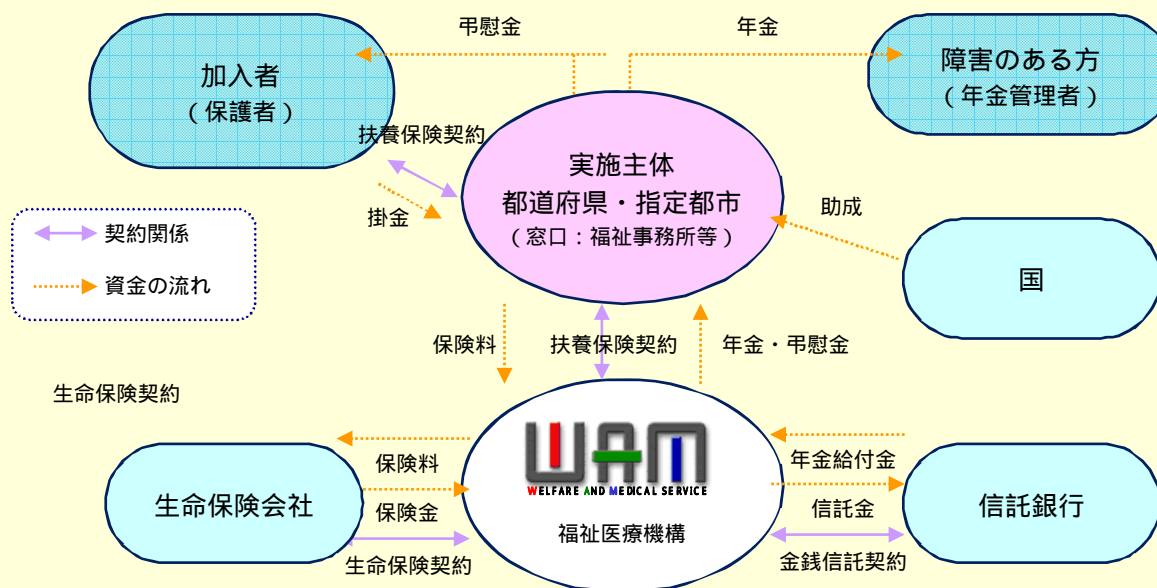 弔慰金
年金
加入者
（保護者）
障害のある方
（年金管理者）
扶養保険契約
掛金
実施主体
都道府県・指定都市
（窓口：福祉事務所等）
助成
契約関係
資金の流れ
国
保険料
扶養保険契約
年金・弔慰金
生命保険契約
WAM
WELFARE AND MEDICAL SERVICE
福祉医療機構
生命保険会社
保険料
保険金
生命保険契約
年金給付金
信託金
金銭信託契約
信託銀行